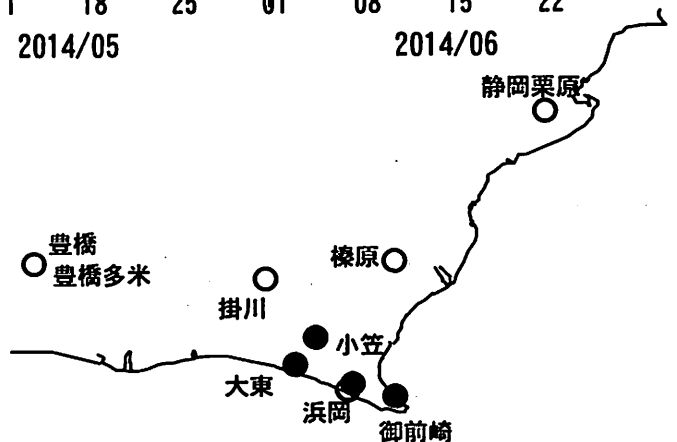 18 25 01 08 15 22
2014/05 2014/06
静岡栗原
豊橋
豊橋多米
榛原
掛川
小笠
大東
浜岡
御前崎